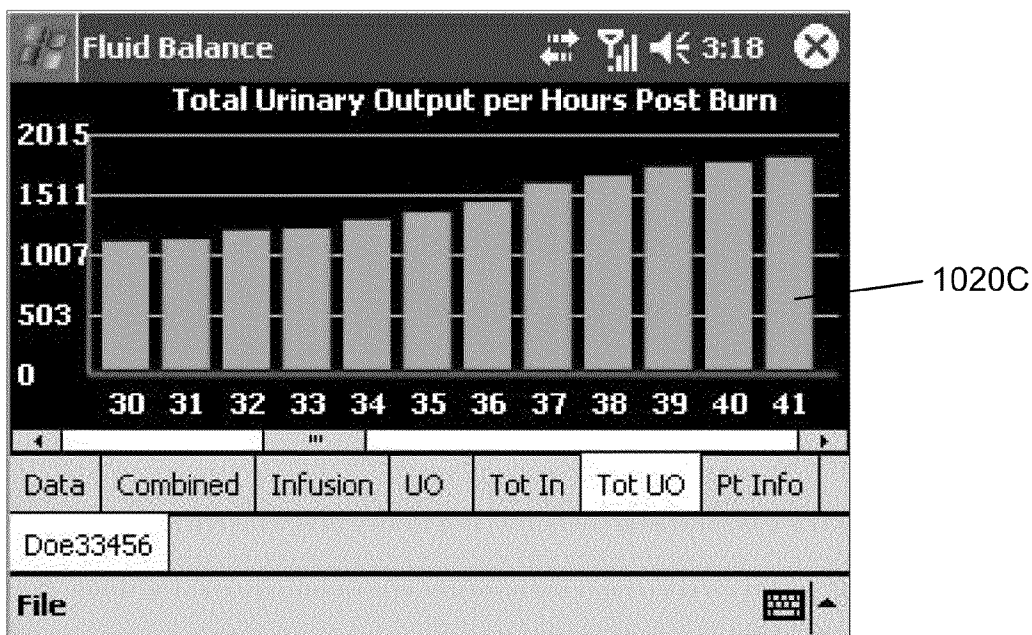 Fluid Balance 3:18
Total Urinary Output per Hours Post Burn
2015
1511
1007
503
0
30 31 32 33 34 35 36 37 38 39 40 41
1020C
Data Combined Infusion UO Tot In Tot UO Pt Info
Doe33456
File